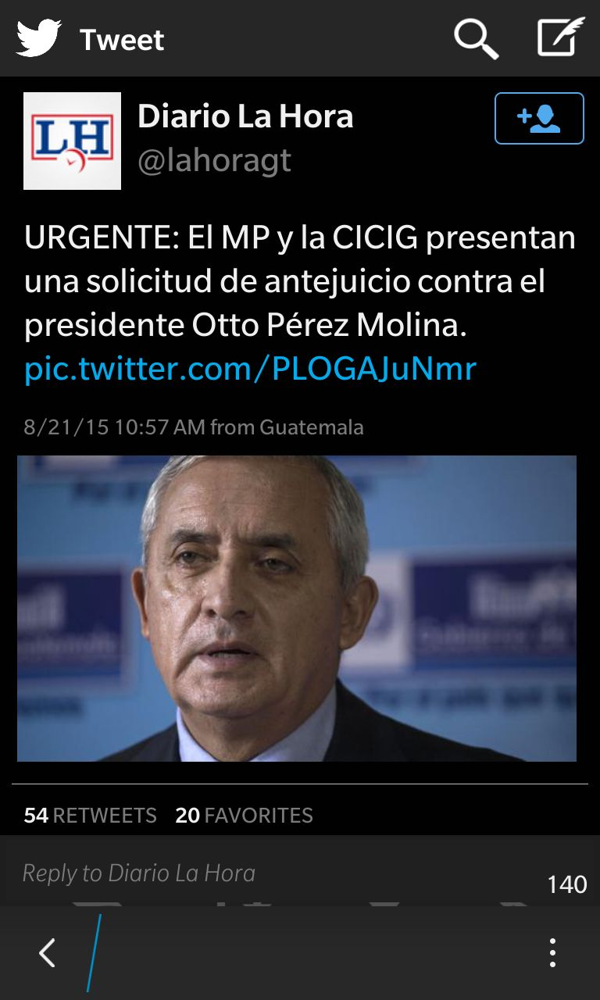 Tweet
LH
Diario La Hora
@lahoragt
URGENTE: El MP y la CICIG presentan
una solicitud de antejuicio contra el
presidente Otto Pérez Molina.
pic.twitter.com/PLOGAJuNmr
8/21/15 10:57 AM from Guatemala
54 RETWEETS 20 FAVORITES
Reply to Diario La Hora
140